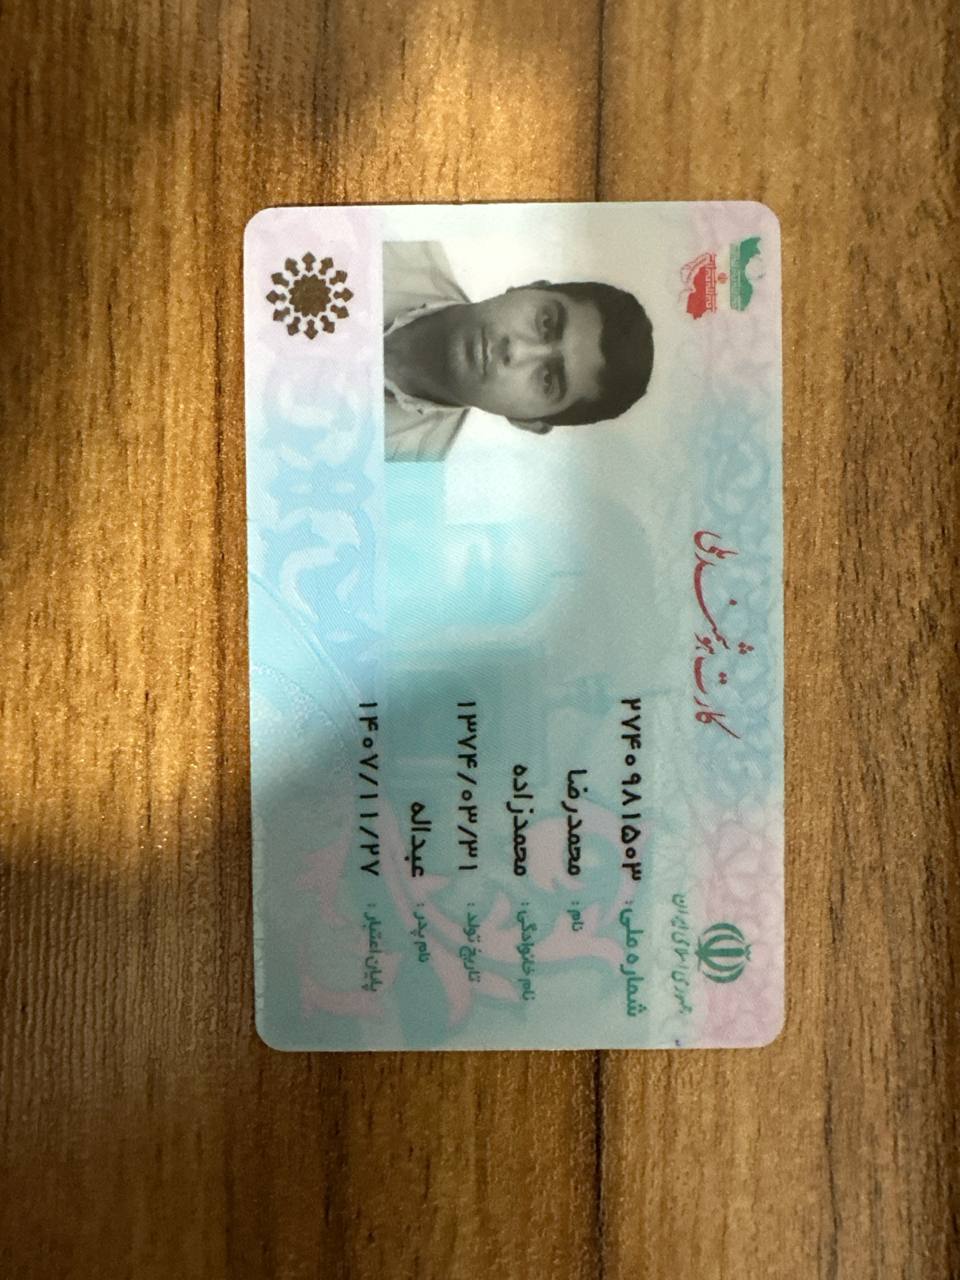 جمهوری اسلامی ایران
کارت هوشمند ملی
شماره ملی: ۲۷۴۰۹۸۱۵۰۳
نام: محمدرضا
نام خانوادگی: محمدزاده
تاریخ تولد: ۱۳۷۴/۰۳/۳۱
نام پدر: عبداله
پایان اعتبار: ۱۴۰۷/۱۱/۲۷